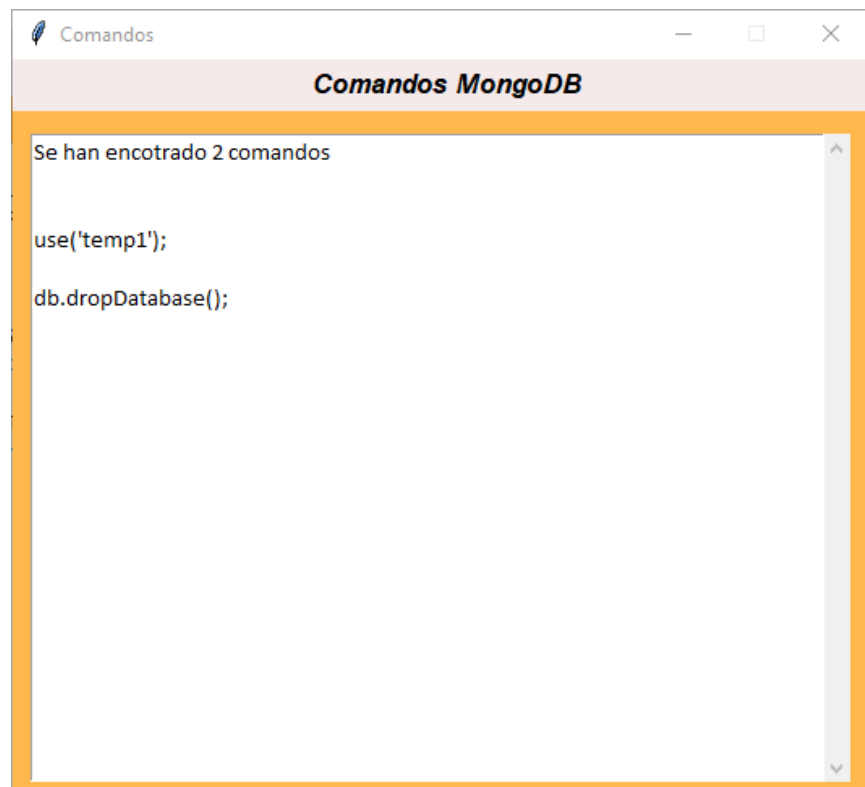 Comandos
Comandos MongoDB
Se han encotrado 2 comandos
use('temp1');
db.dropDatabase();